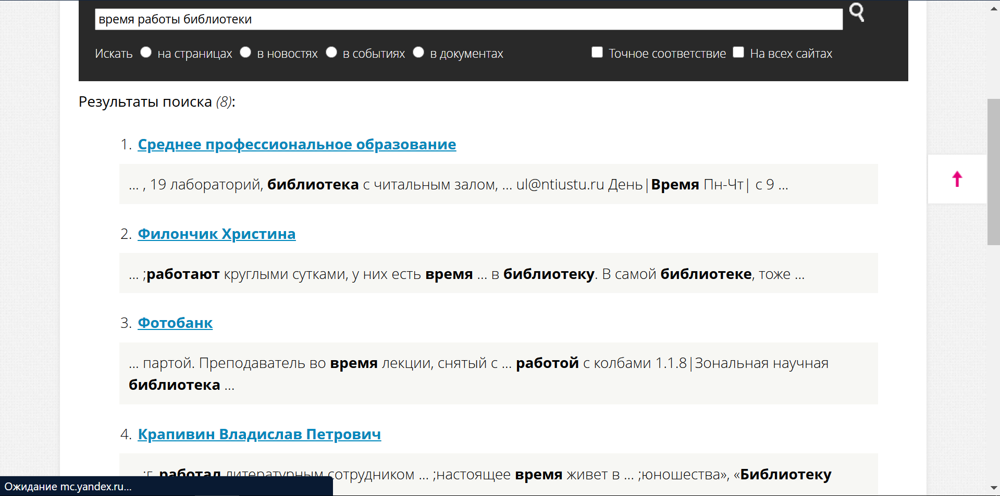 время работы библиотеки
Искать на страницах в новостях в событиях в документах Точное соответствие На всех сайтах
Результаты поиска (8):
1. Среднее профессиональное образование
... , 19 лабораторий, библиотека с читальным залом, ... ul@ntiustu.ru День|Время Пн-Чт| с 9 ...
2. Филончик Христина
... ;работают круглыми сутками, у них есть время ... в библиотеку. В самой библиотеке, тоже ...
3. Фотобанк
... партой. Преподаватель во время лекции, снятый с ... работой с колбами 1.1.8|Зональная научная
библиотека ...
4. Крапивин Владислав Петрович
;г. работал литературным сотрудником ... ;настоящее время живет в ... ;юношества», «Библиотеку
Ожидание mc.yandex.ru...